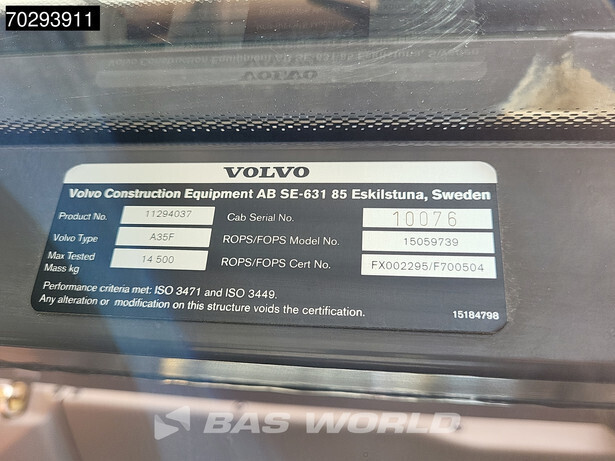 70293911
VOLVO
Volvo Construction Equipment AB SE-631 85 Eskilstuna, Sweden
Product No. 11294037 Cab Serial No. 10076
Volvo Type A35F ROPS/FOPS Model No. 15059739
Max Tested Mass kg 14 500 ROPS/FOPS Cert No. FX002295/F700504
Performance criteria met: ISO 3471 and ISO 3449.
Any alteration or modification on this structure voids the certification.
15184798
BAS WORLD